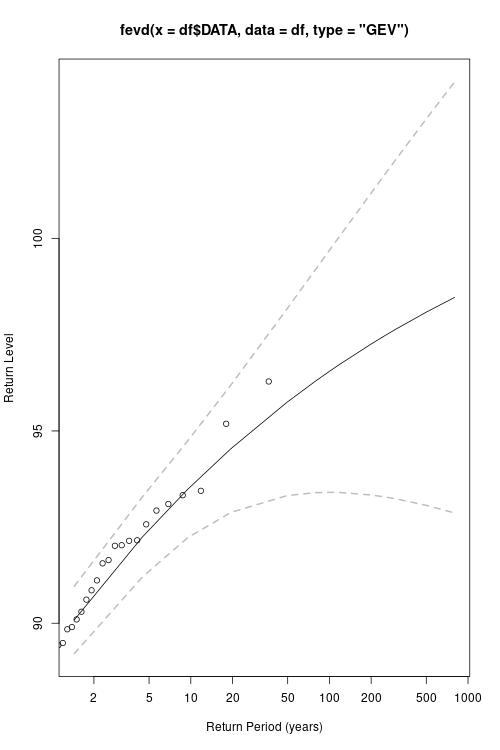 fevd(x = df$DATA, data = df, type = "GEV")
100
95
90
Return Level
2 5 10 20 50 100 200 500 1000
Return Period (years)